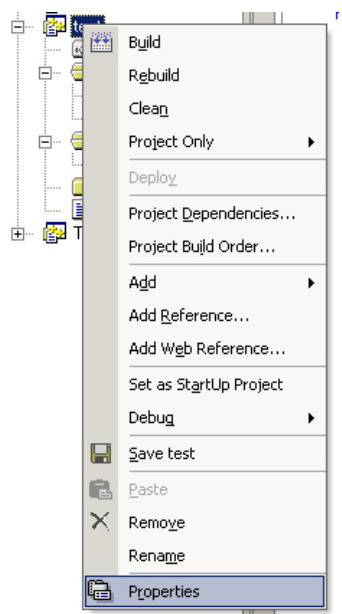 Build
Rebuild
Clean
Project Only
Deploy
Project Dependencies...
Project Build Order...
Add
Add Reference...
Add Web Reference...
Set as StartUp Project
Debug
Save test
Paste
Remove
Rename
Properties